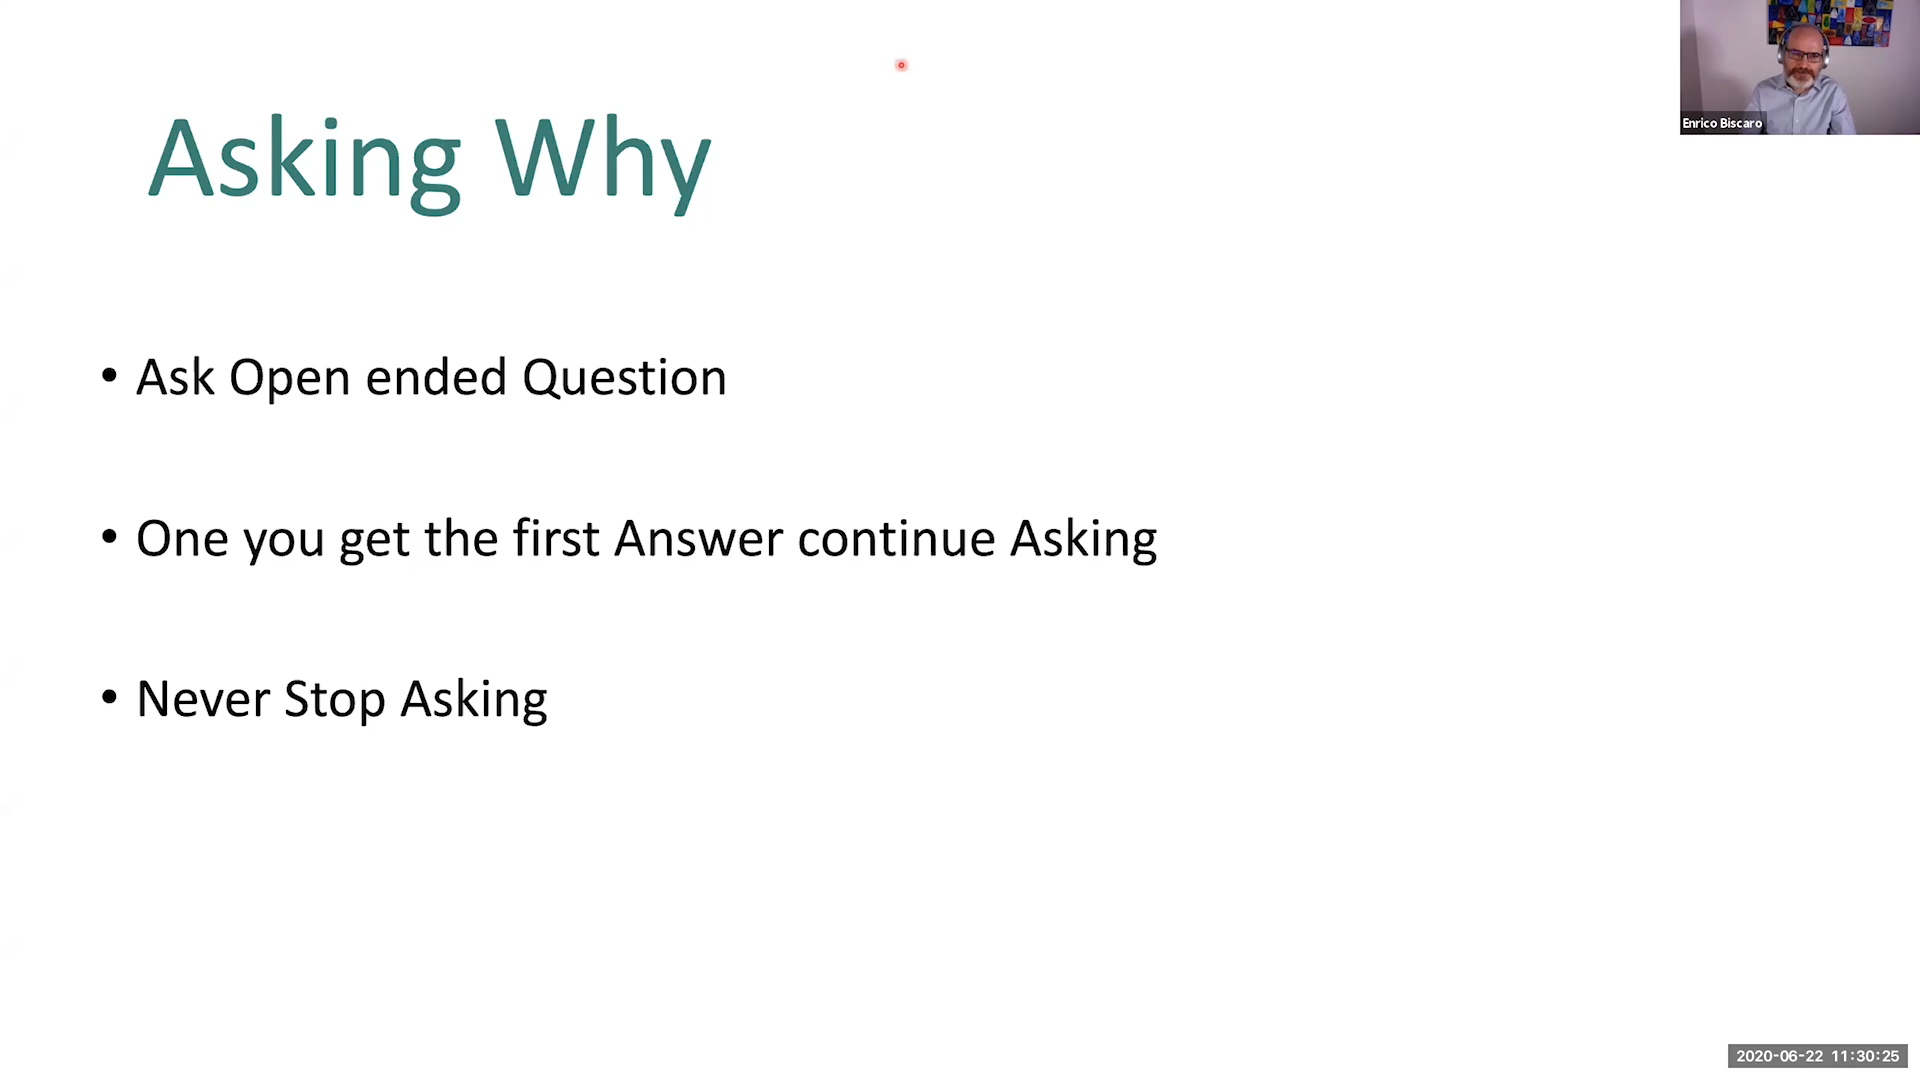 Asking Why
Enrico Biscaro
• Ask Open ended Question
• One you get the first Answer continue Asking
• Never Stop Asking
2020-06-22 11:30:25